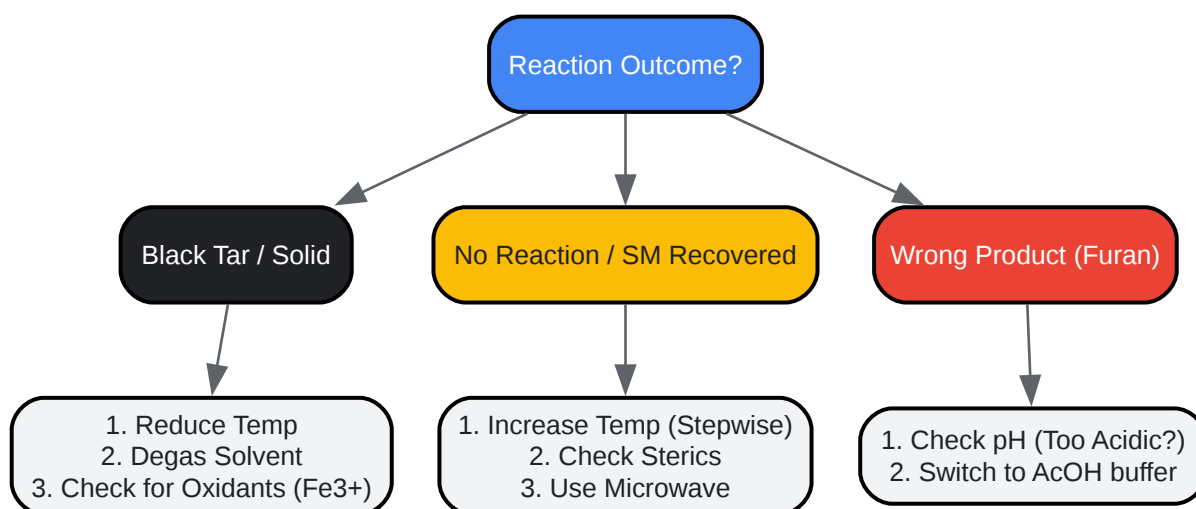 Reaction Outcome?
Black Tar / Solid
No Reaction / SM Recovered
Wrong Product (Furan)
1. Reduce Temp
2. Degas Solvent
3. Check for Oxidants (Fe3+)
1. Increase Temp (Stepwise)
2. Check Sterics
3. Use Microwave
1. Check pH (Too Acidic?)
2. Switch to AcOH buffer